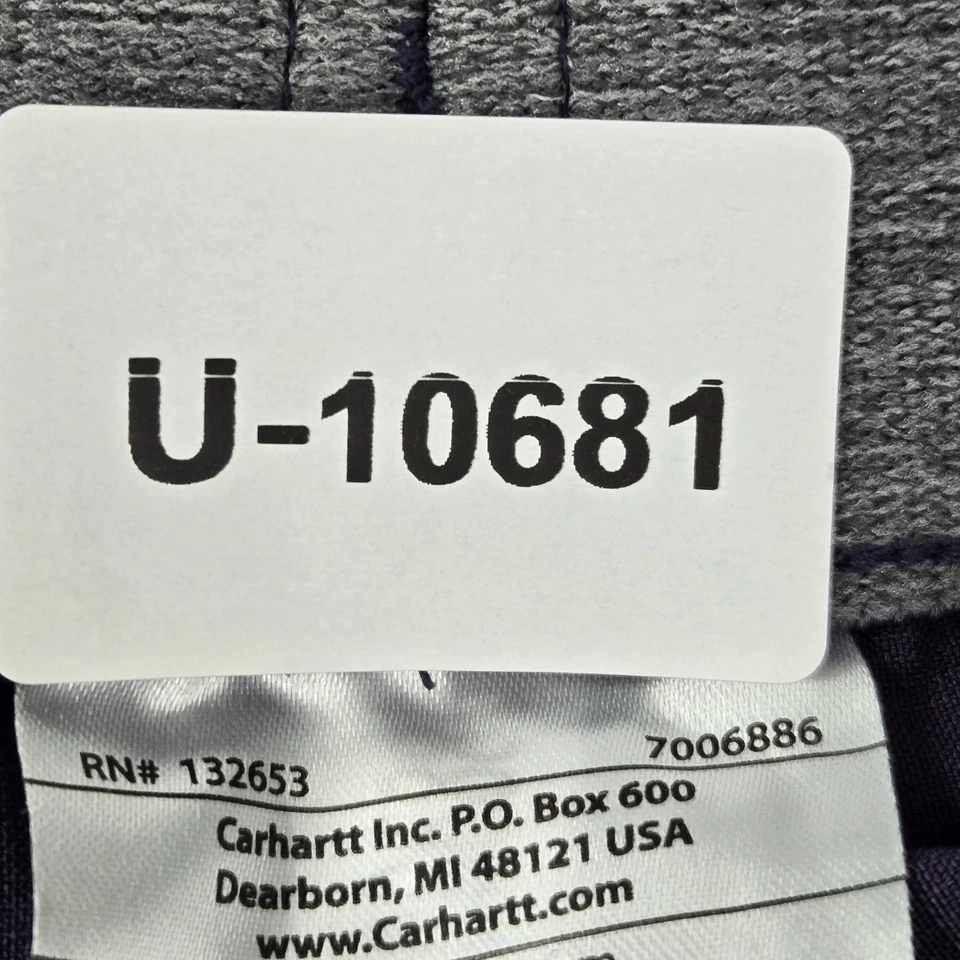 U-10681
RN# 132653 7006886
Carhartt Inc. P.O. Box 600
Dearborn, MI 48121 USA
www.Carhartt.com